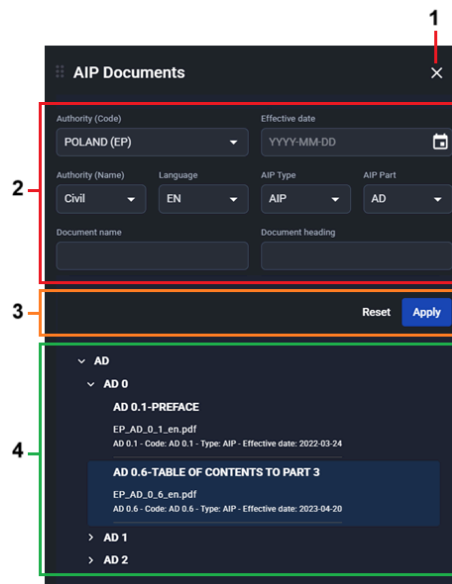 1
AIP Documents
Authority (Code) Effective date
POLAND (EP) YYYY-MM-DD
2
Authority (Name) Language AIP Type AIP Part
Civil EN AIP AD
Document name Document heading
3
Reset Apply
4
AD
AD 0
AD 0.1-PREFACE
EP_AD_0_1_en.pdf
AD 0.1 - Code: AD 0.1 - Type: AIP - Effective date: 2022-03-24
AD 0.6-TABLE OF CONTENTS TO PART 3
EP_AD_0_6_en.pdf
AD 0.6 - Code: AD 0.6 - Type: AIP - Effective date: 2023-04-20
AD 1
AD 2